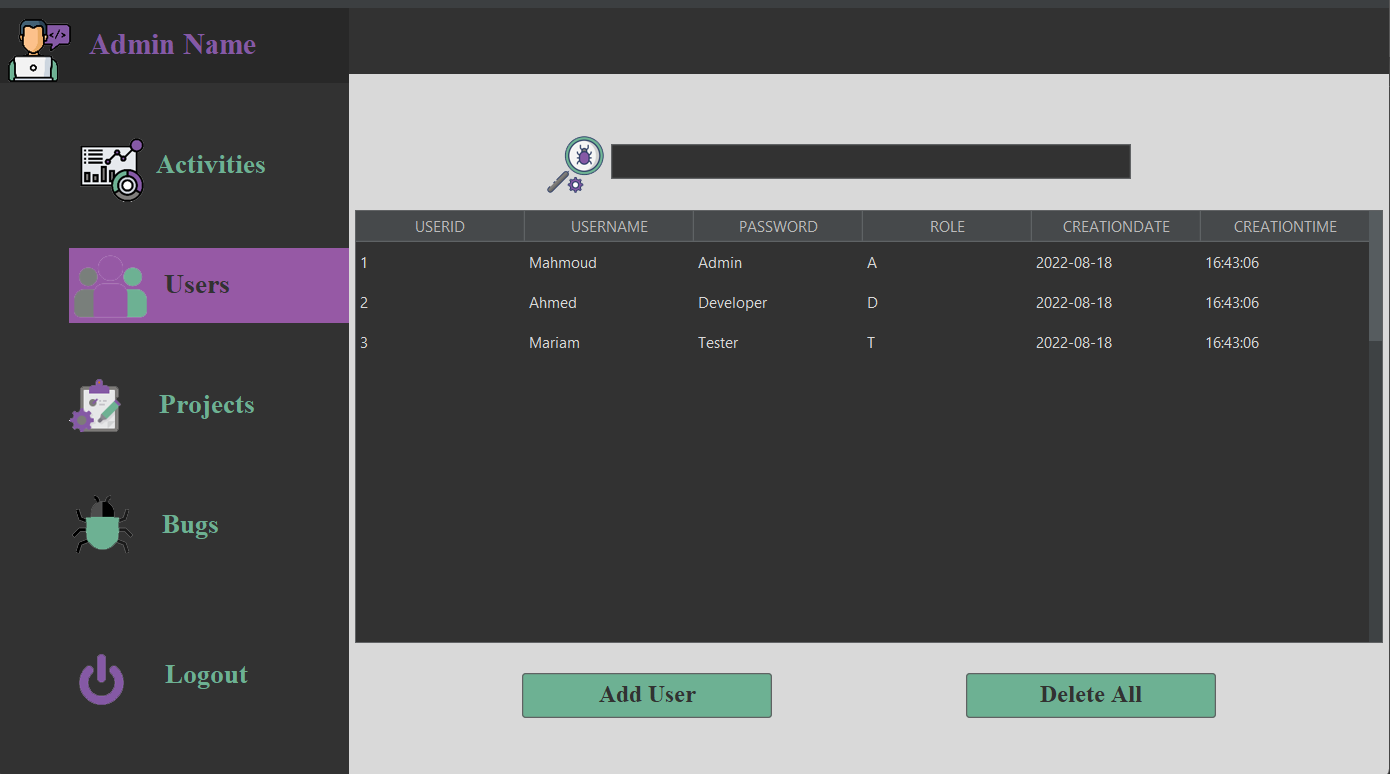 Admin Name
Activities
Users
Projects
Bugs
Logout
USERID USERNAME PASSWORD ROLE CREATIONDATE CREATIONTIME
1 Mahmoud Admin A 2022-08-18 16:43:06
2 Ahmed Developer D 2022-08-18 16:43:06
3 Mariam Tester T 2022-08-18 16:43:06
Add User Delete All